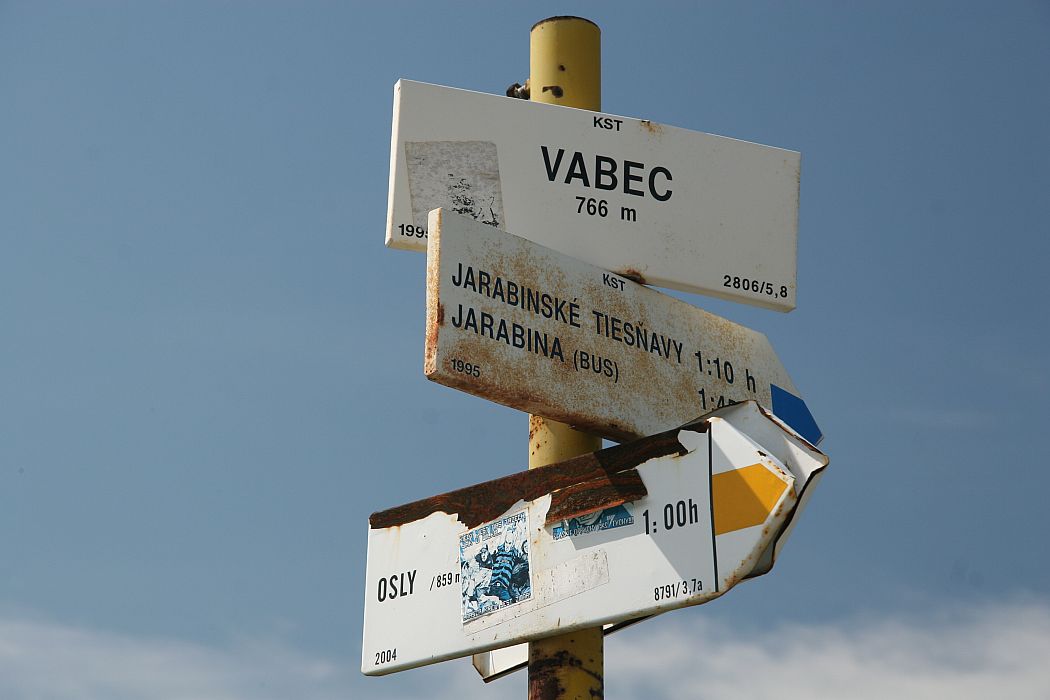 KST
VABEC
766 m
1995
2806/5,8
KST
JARABINSKÉ TIESŇAVY 1:10 h
JARABINA (BUS)
1995
1:00h
OSLY /859 m
8791/3,7a
2004